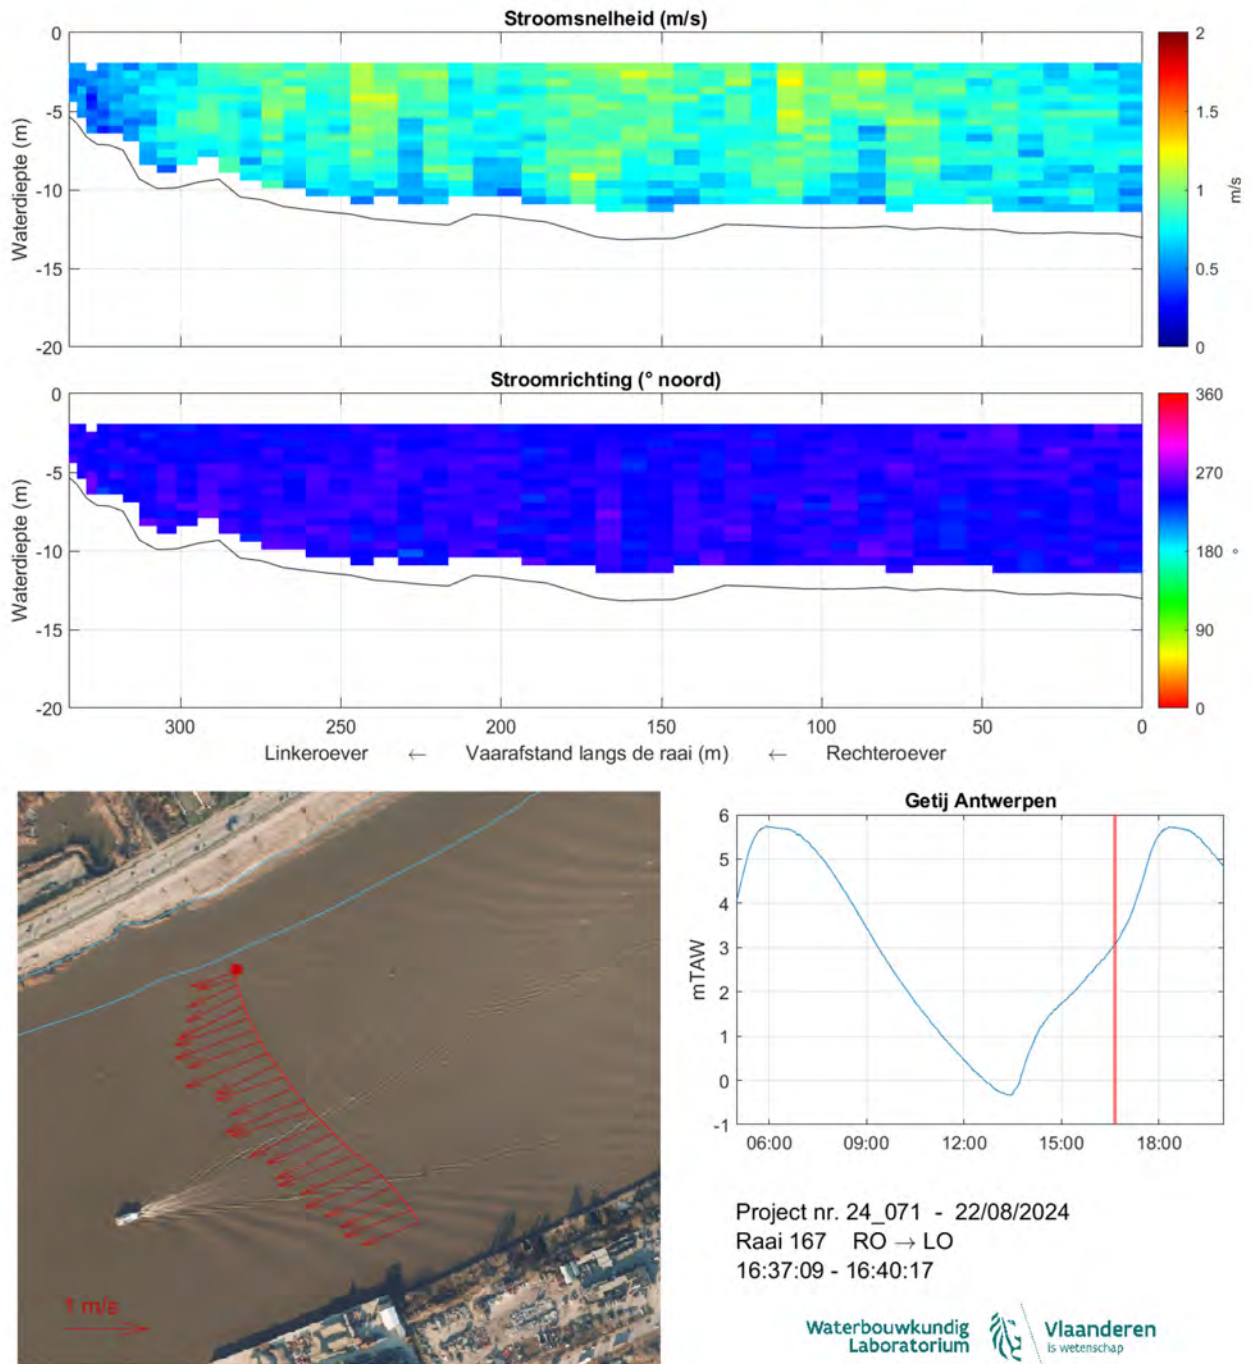 Stroomsnelheid (m/s)
0
-5
-10
-15
-20
Waterdiepte (m)
2
1.5
1
0.5
0
m/s
Stroomrichting (° noord)
0
-5
-10
-15
-20
Waterdiepte (m)
360
270
180
90
0
°
300 250 200 150 100 50 0
Linkeroever ← Vaarafstand langs de raai (m) ← Rechteroever
1 m/s
Getij Antwerpen
6
5
4
3
2
1
0
-1
mTAW
06:00 09:00 12:00 15:00 18:00
Project nr. 24_071 - 22/08/2024
Raai 167 RO → LO
16:37:09 - 16:40:17
Waterbouwkundig
Laboratorium
Vlaanderen
is wetenschap